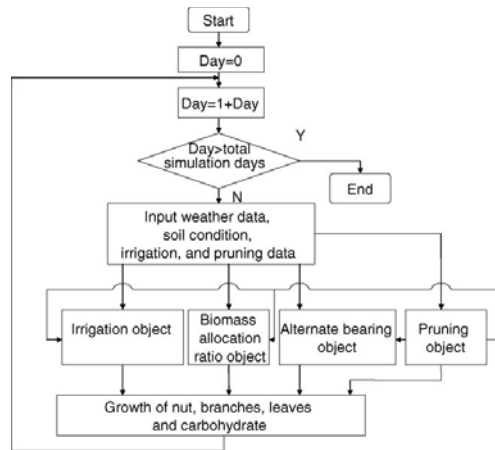 Start
Day=0
Day=1+Day
Y
Day>total
simulation days
End
N
Input weather data,
soil condition,
irrigation, and pruning data
Irrigation object
Biomass
allocation
ratio object
Alternate bearing
object
Pruning
object
Growth of nut, branches, leaves
and carbohydrate